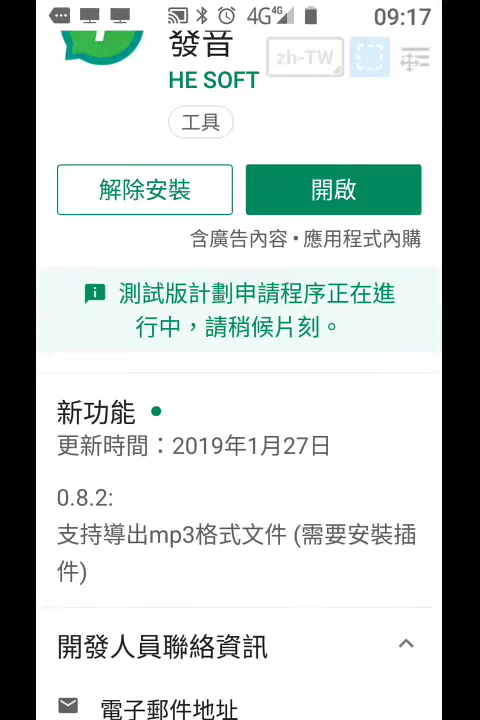 4G 4G 09:17
發音
zh-TW
HE SOFT
工具
解除安裝
開啟
含廣告內容 • 應用程式內購
測試版計劃申請程序正在進
行中，請稍候片刻。
新功能
更新時間：2019年1月27日
0.8.2:
支持導出mp3格式文件 (需要安裝插
件)
開發人員聯絡資訊
電子郵件地址